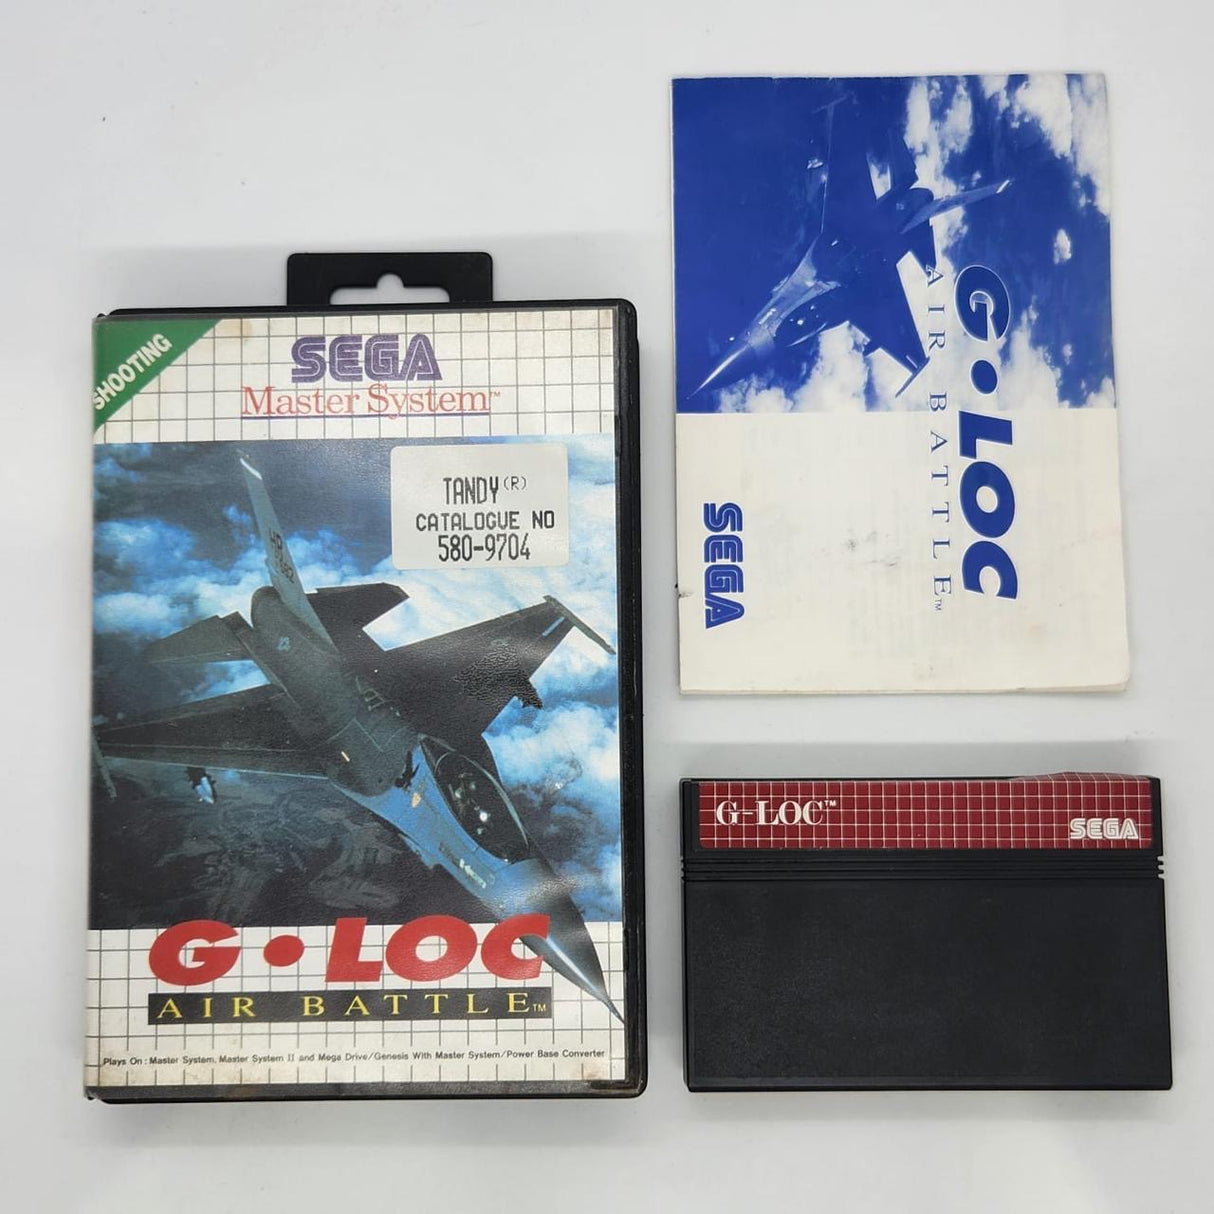 SHOOTING
SEGA
Master System™
TANDY(R)
CATALOGUE NO
580-9704
G•LOC
AIR BATTLE™
Plays On : Master System, Master System II and Mega Drive/Genesis With Master System/Power Base Converter
G•LOC
AIR BATTLE™
SEGA
G-LOC™
SEGA